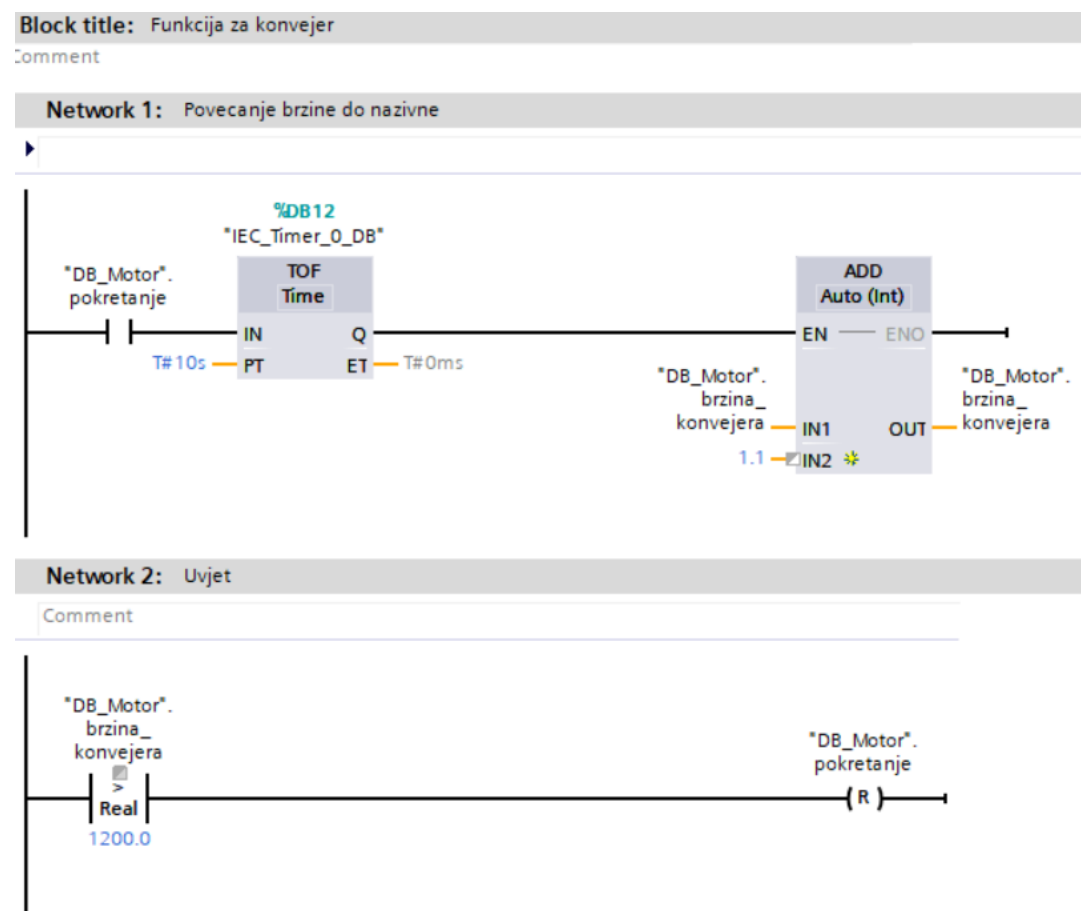 Block title: Funkcija za konvejer
Comment
Network 1: Povecanje brzine do nazivne
%DB12
"IEC_Timer_0_DB"
"DB_Motor".
pokretanje
TOF
Time
IN Q
T#10s PT ET T#0ms
ADD
Auto (Int)
EN ENO
"DB_Motor".
brzina_
konvejera IN1
OUT "DB_Motor".
brzina_
konvejera
1.1 IN2
Network 2: Uvjet
Comment
"DB_Motor".
brzina_
konvejera
>
Real
1200.0
"DB_Motor".
pokretanje
( R )